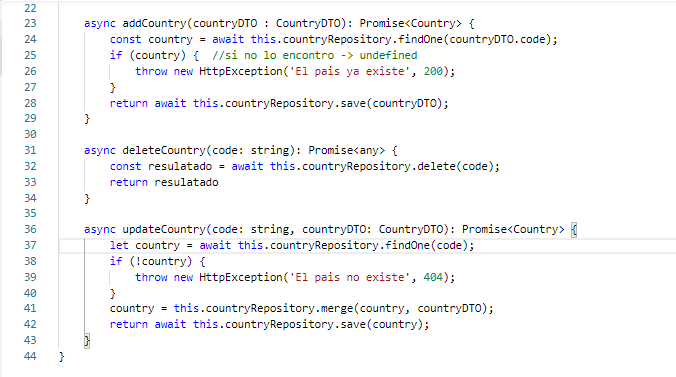 22
23 async addCountry(countryDTO : CountryDTO): Promise<Country> {
24 const country = await this.countryRepository.findOne(countryDTO.code);
25 if (country) { //si no lo encontro -> undefined
26 throw new HttpException('El pais ya existe', 200);
27 }
28 return await this.countryRepository.save(countryDTO);
29 }
30
31 async deleteCountry(code: string): Promise<any> {
32 const resulatado = await this.countryRepository.delete(code);
33 return resulatado
34 }
35
36 async updateCountry(code: string, countryDTO: CountryDTO): Promise<Country> {
37 let country = await this.countryRepository.findOne(code);
38 if (!country) {
39 throw new HttpException('El pais no existe', 404);
40 }
41 country = this.countryRepository.merge(country, countryDTO);
42 return await this.countryRepository.save(country);
43 }
44 }